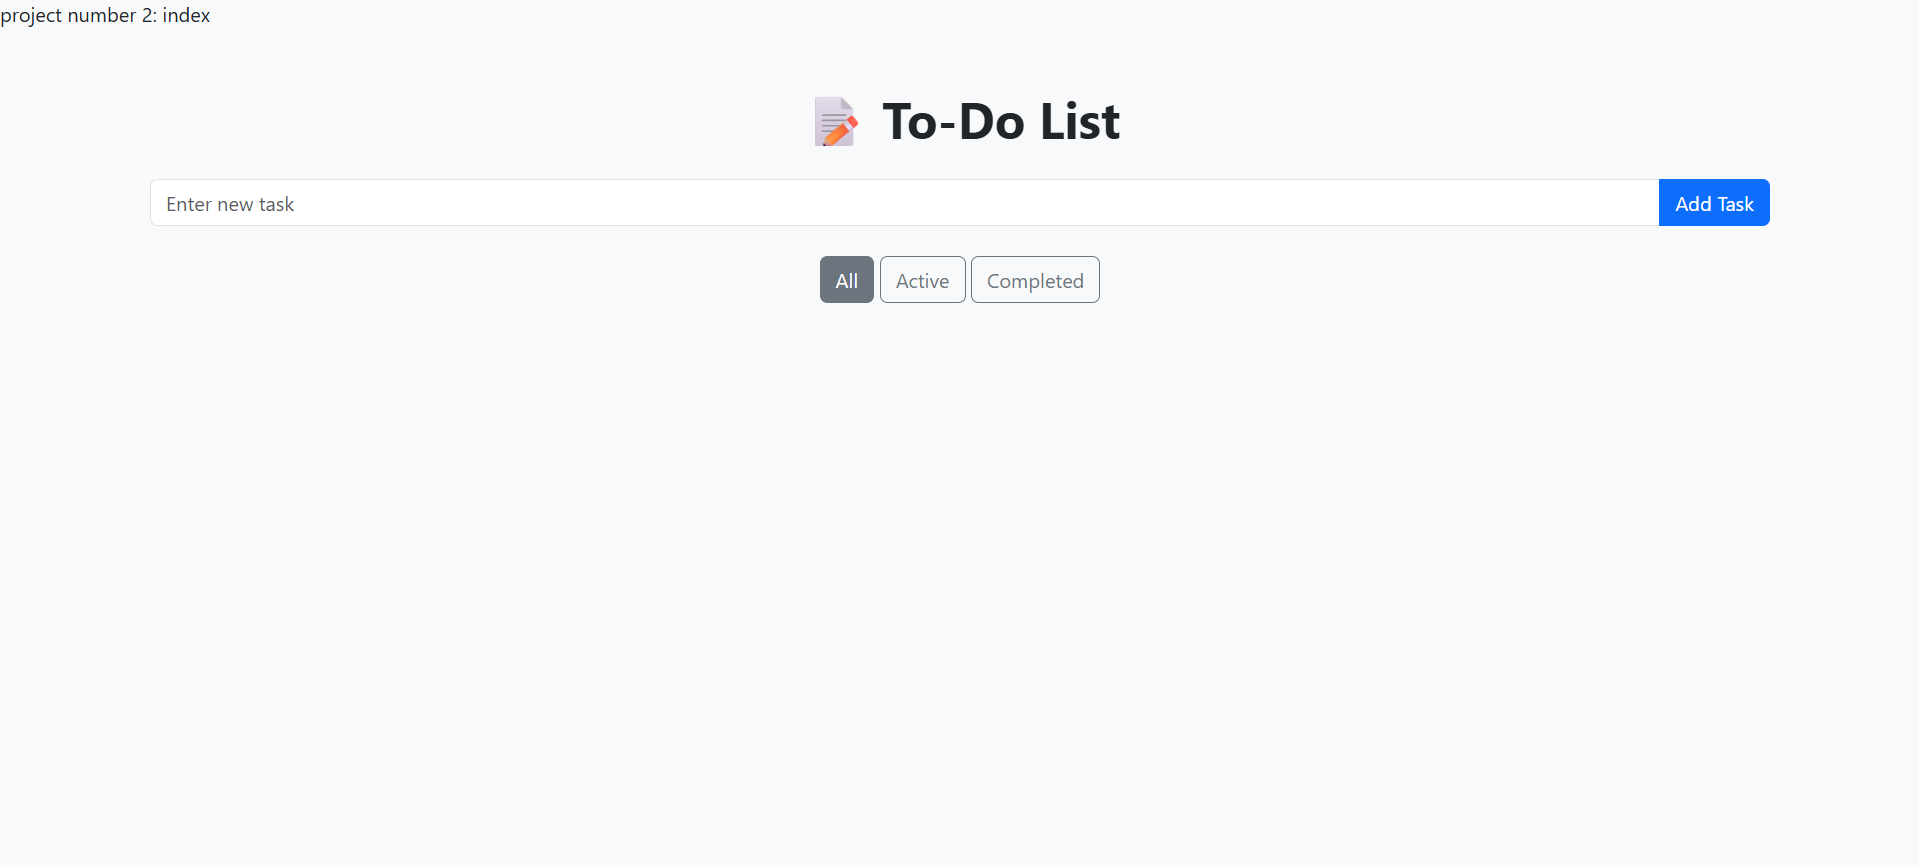 project number 2: index
To-Do List
Enter new task
Add Task
All
Active
Completed